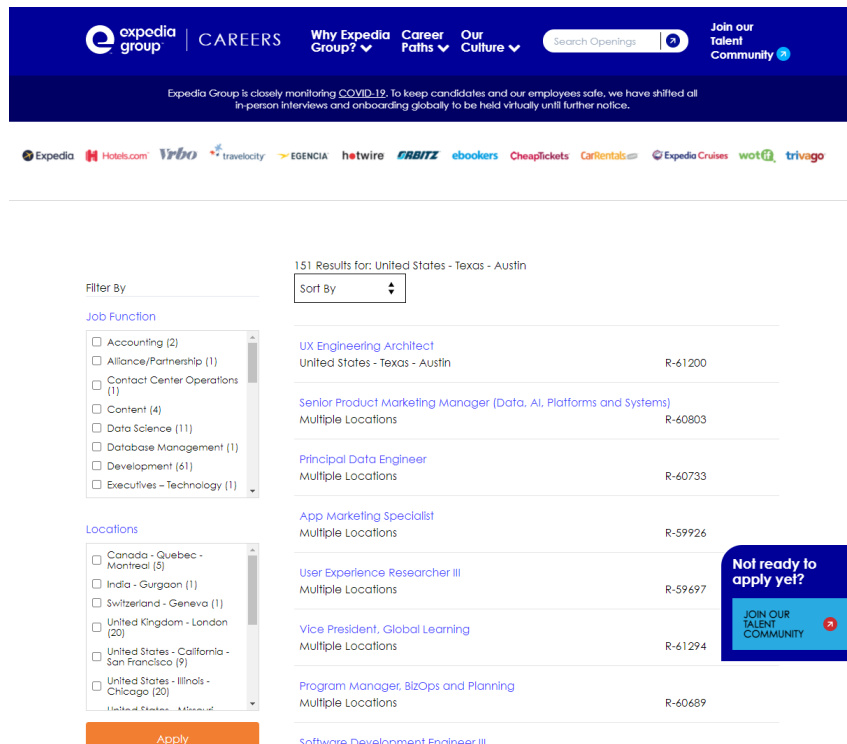 expedia group
CAREERS
Why Expedia Group?
Career Paths
Our Culture
Search Openings
Join our
Talent
Community
Expedia Group is closely monitoring COVID-19. To keep candidates and our employees safe, we have shifted all
in-person interviews and onboarding globally to be held virtually until further notice.
Expedia Hotels.com Vrbo travelocity EGENCIA hotwire ORBITZ ebookers CheapTickets CarRentals Expedia Cruises wotif trivago
151 Results for: United States - Texas - Austin
Sort By
Filter By
Job Function
Accounting (2)
Alliance/Partnership (1)
Contact Center Operations
(1)
Content (4)
Data Science (11)
Database Management (1)
Development (61)
Executives – Technology (1)
Locations
Canada - Quebec -
Montreal (5)
India - Gurgaon (1)
Switzerland - Geneva (1)
United Kingdom - London
(20)
United States - California -
San Francisco (9)
United States - Illinois -
Chicago (20)
United States - Missouri
Apply
UX Engineering Architect
United States - Texas - Austin R-61200
Senior Product Marketing Manager (Data, AI, Platforms and Systems)
Multiple Locations R-60803
Principal Data Engineer
Multiple Locations R-60733
App Marketing Specialist
Multiple Locations R-59926
User Experience Researcher III
Multiple Locations R-59697
Vice President, Global Learning
Multiple Locations R-61294
Program Manager, BizOps and Planning
Multiple Locations R-60689
Software Development Engineer III
Not ready to
apply yet?
JOIN OUR
TALENT
COMMUNITY